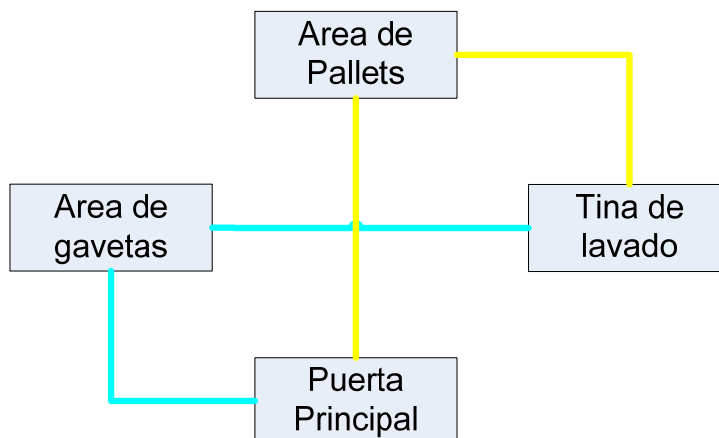 Area de
Pallets
Area de
gavetas
Tina de
lavado
Puerta
Principal